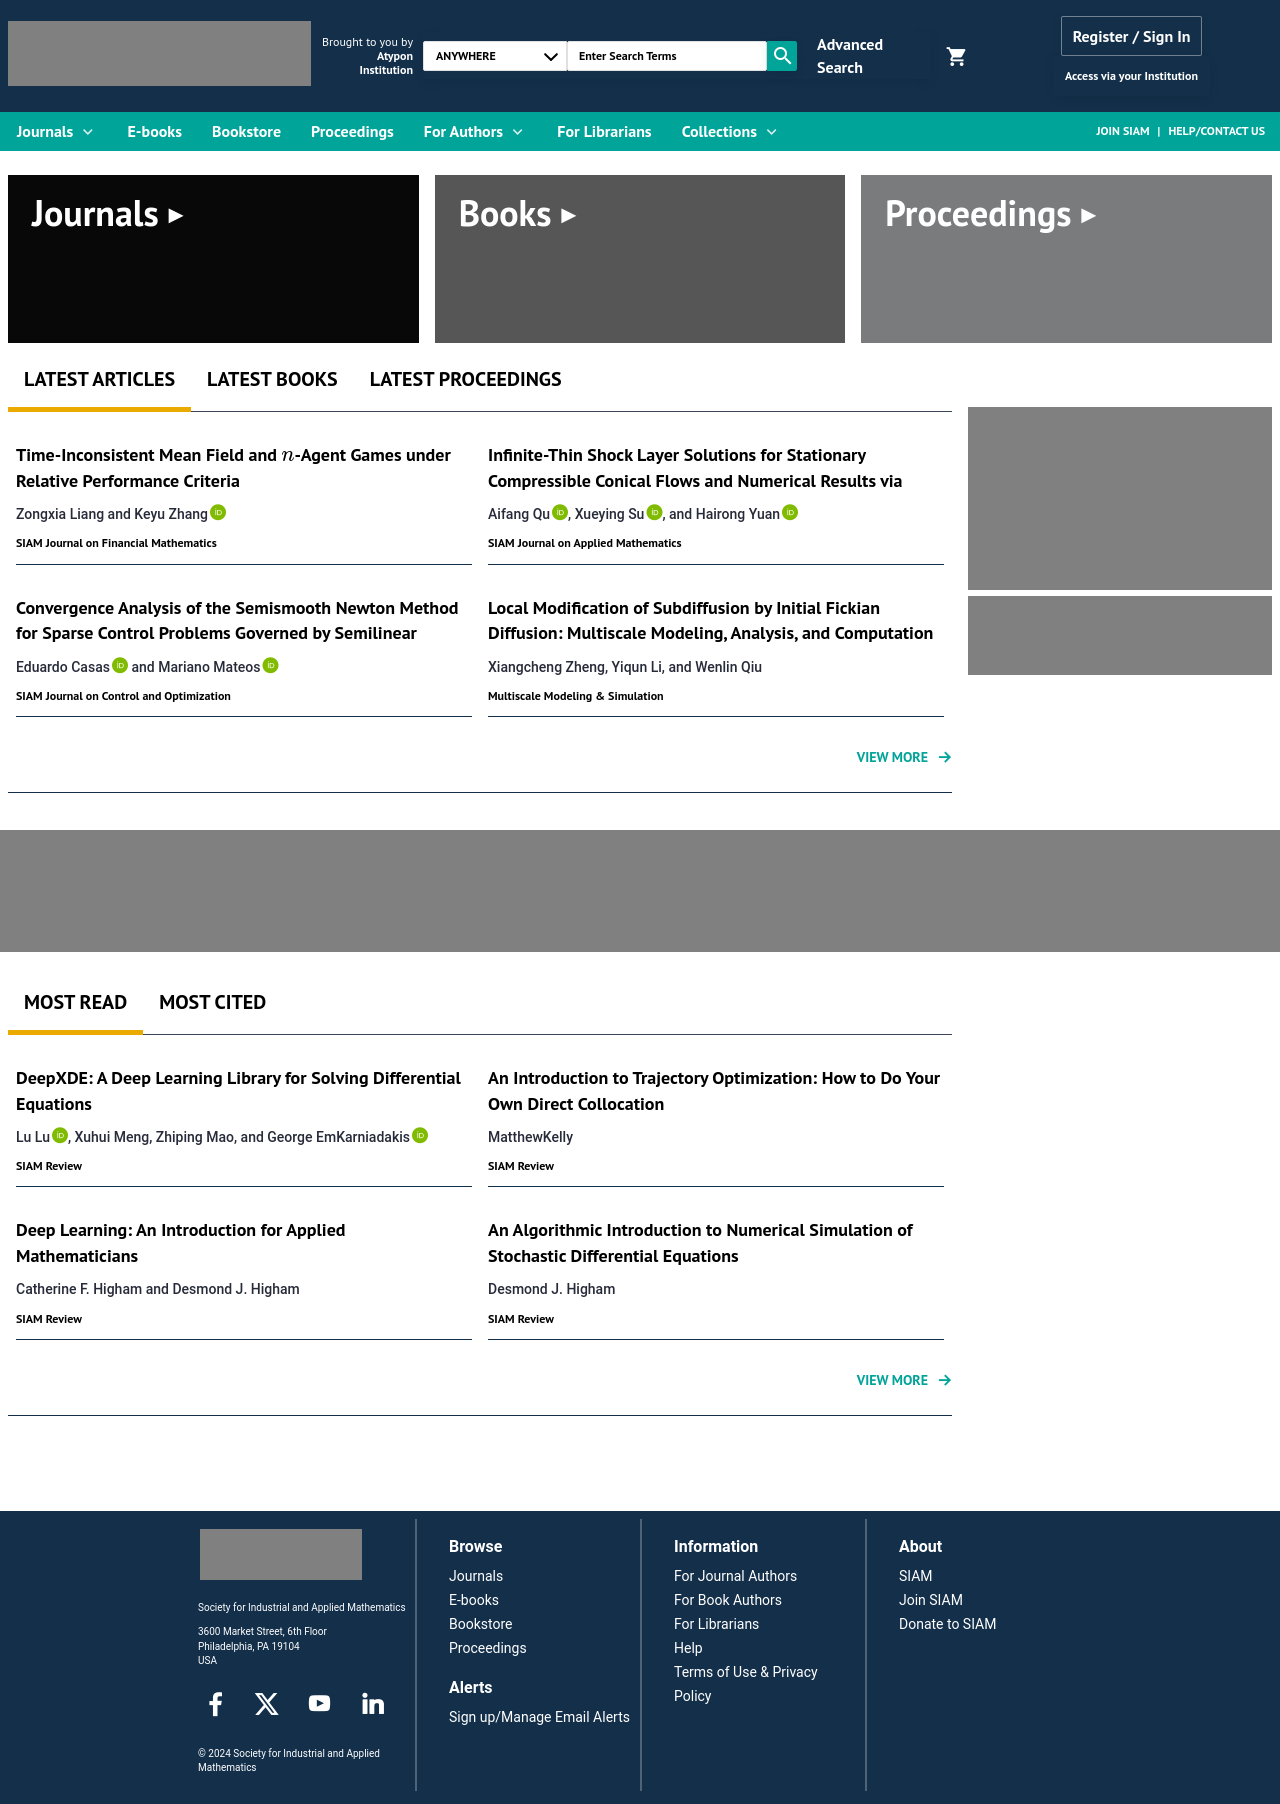 Brought to you by
Atypon
Institution
ANYWHERE
Enter Search Terms
Advanced
Search
Register / Sign In
Access via your Institution
Journals
E-books
Bookstore
Proceedings
For Authors
For Librarians
Collections
JOIN SIAM | HELP/CONTACT US
Journals ▸
Books ▸
Proceedings ▸
LATEST ARTICLES
LATEST BOOKS
LATEST PROCEEDINGS
Time-Inconsistent Mean Field and n-Agent Games under
Relative Performance Criteria
Zongxia Liang and Keyu Zhang
SIAM Journal on Financial Mathematics
Infinite-Thin Shock Layer Solutions for Stationary
Compressible Conical Flows and Numerical Results via
Aifang Qu, Xueying Su, and Hairong Yuan
SIAM Journal on Applied Mathematics
Convergence Analysis of the Semismooth Newton Method
for Sparse Control Problems Governed by Semilinear
Eduardo Casas and Mariano Mateos
SIAM Journal on Control and Optimization
Local Modification of Subdiffusion by Initial Fickian
Diffusion: Multiscale Modeling, Analysis, and Computation
Xiangcheng Zheng, Yiqun Li, and Wenlin Qiu
Multiscale Modeling & Simulation
VIEW MORE →
MOST READ
MOST CITED
DeepXDE: A Deep Learning Library for Solving Differential
Equations
Lu Lu, Xuhui Meng, Zhiping Mao, and George EmKarniadakis
SIAM Review
An Introduction to Trajectory Optimization: How to Do Your
Own Direct Collocation
MatthewKelly
SIAM Review
Deep Learning: An Introduction for Applied
Mathematicians
Catherine F. Higham and Desmond J. Higham
SIAM Review
An Algorithmic Introduction to Numerical Simulation of
Stochastic Differential Equations
Desmond J. Higham
SIAM Review
VIEW MORE →
Society for Industrial and Applied Mathematics
3600 Market Street, 6th Floor
Philadelphia, PA 19104
USA
© 2024 Society for Industrial and Applied
Mathematics
Browse
Journals
E-books
Bookstore
Proceedings
Alerts
Sign up/Manage Email Alerts
Information
For Journal Authors
For Book Authors
For Librarians
Help
Terms of Use & Privacy
Policy
About
SIAM
Join SIAM
Donate to SIAM